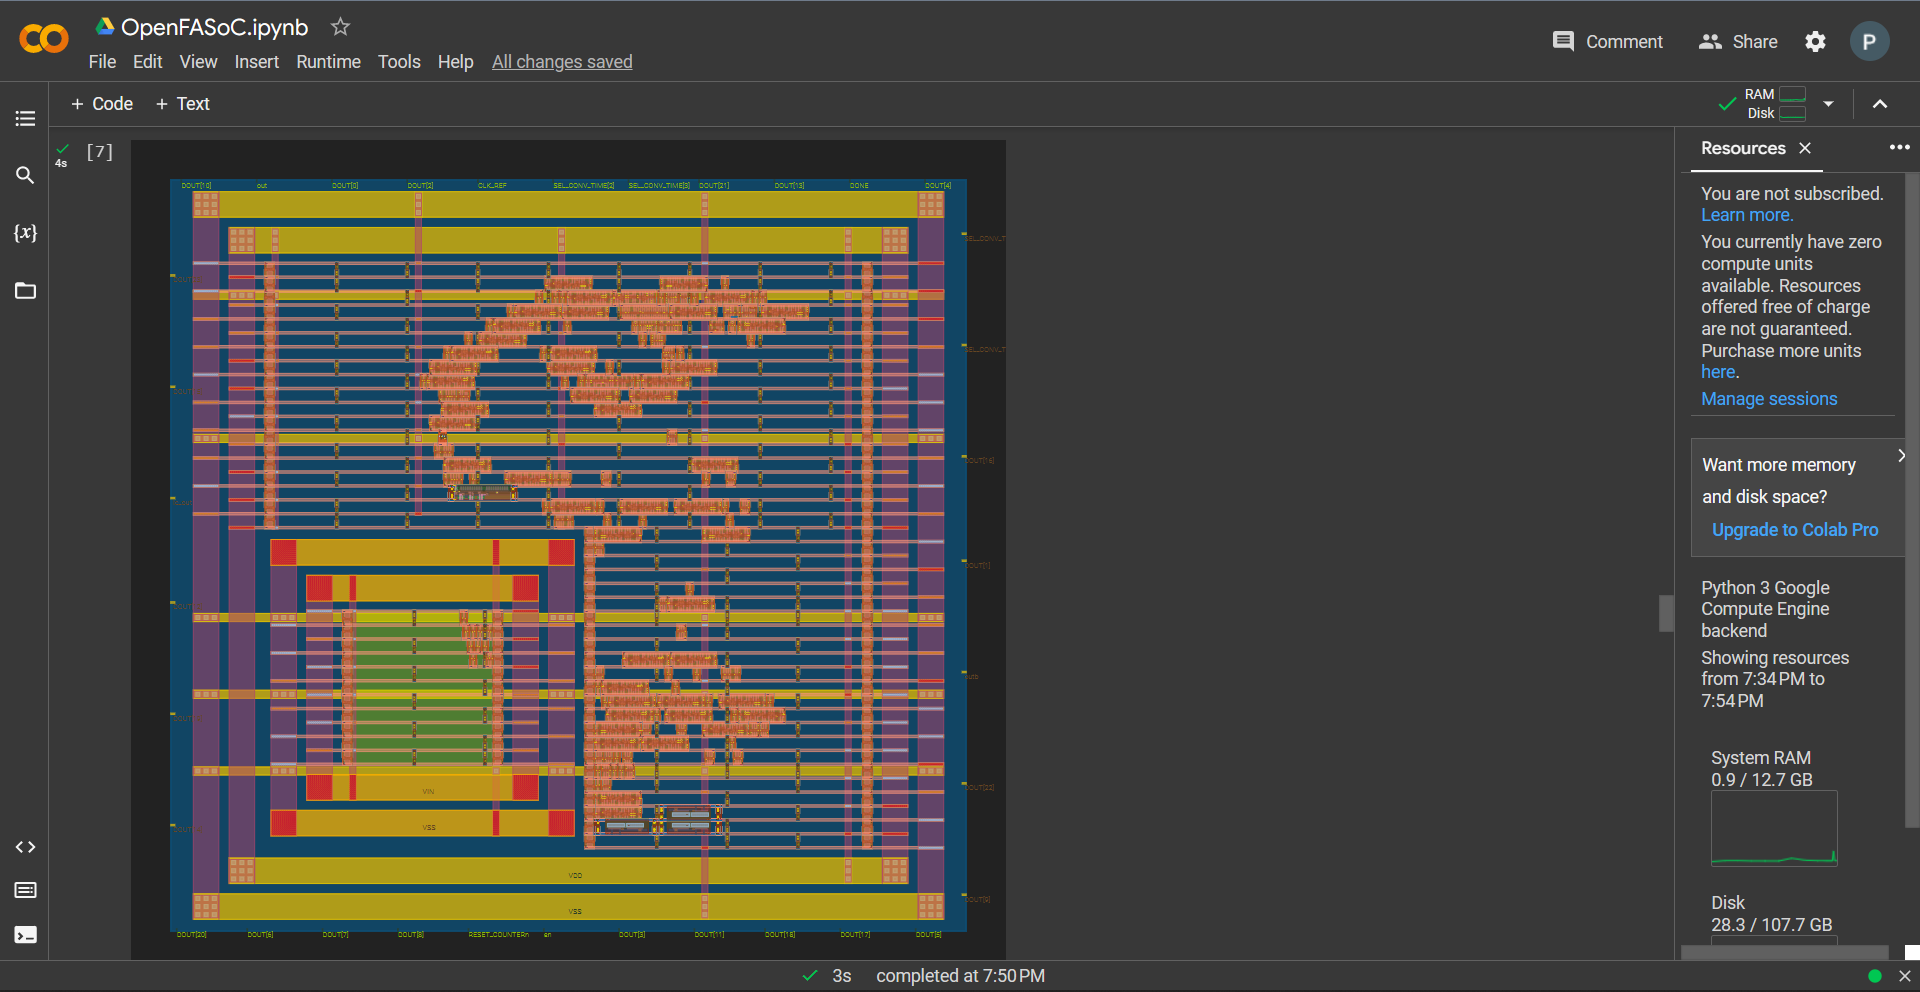 OpenFASoC.ipynb
File Edit View Insert Runtime Tools Help All changes saved
Comment Share P
+ Code + Text
RAM
Disk
4s
[7]
{x}
DOUT[10] out DOUT[0] DOUT[2] CLK_REF SEL_CONV_TIME[2] SEL_CONV_TIME[3] DOUT[21] DOUT[13] DONE DOUT[4]
VIN
VSS
VDD
VSS
DOUT[20] DOUT[6] DOUT[7] DOUT[8] RESET_COUNTERn en DOUT[3] DOUT[11] DOUT[17]
Resources
You are not subscribed.
Learn more.
You currently have zero
compute units
available. Resources
offered free of charge
are not guaranteed.
Purchase more units
here.
Manage sessions
Want more memory
and disk space?
Upgrade to Colab Pro
Python 3 Google
Compute Engine
backend
Showing resources
from 7:34 PM to
7:54 PM
System RAM
0.9 / 12.7 GB
Disk
28.3 / 107.7 GB
3s completed at 7:50 PM